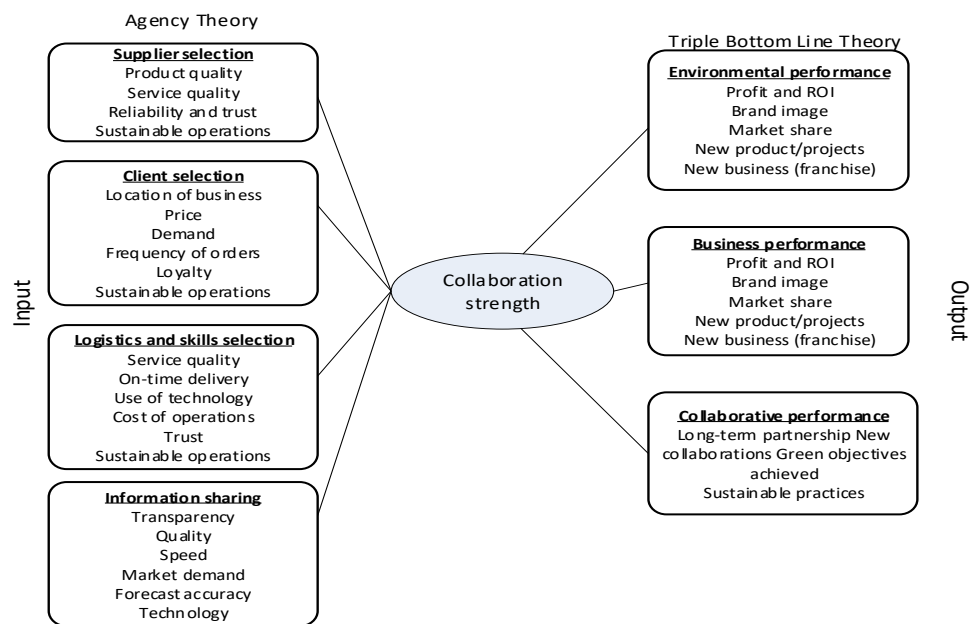 Agency Theory
Supplier selection
Product quality
Service quality
Reliability and trust
Sustainable operations
Client selection
Location of business
Price
Demand
Frequency of orders
Loyalty
Sustainable operations
Logistics and skills selection
Service quality
On-time delivery
Use of technology
Cost of operations
Trust
Sustainable operations
Information sharing
Transparency
Quality
Speed
Market demand
Forecast accuracy
Technology
Input
Collaboration
strength
Triple Bottom Line Theory
Environmental performance
Profit and ROI
Brand image
Market share
New product/projects
New business (franchise)
Business performance
Profit and ROI
Brand image
Market share
New product/projects
New business (franchise)
Collaborative performance
Long-term partnership New
collaborations Green objectives
achieved
Sustainable practices
Output